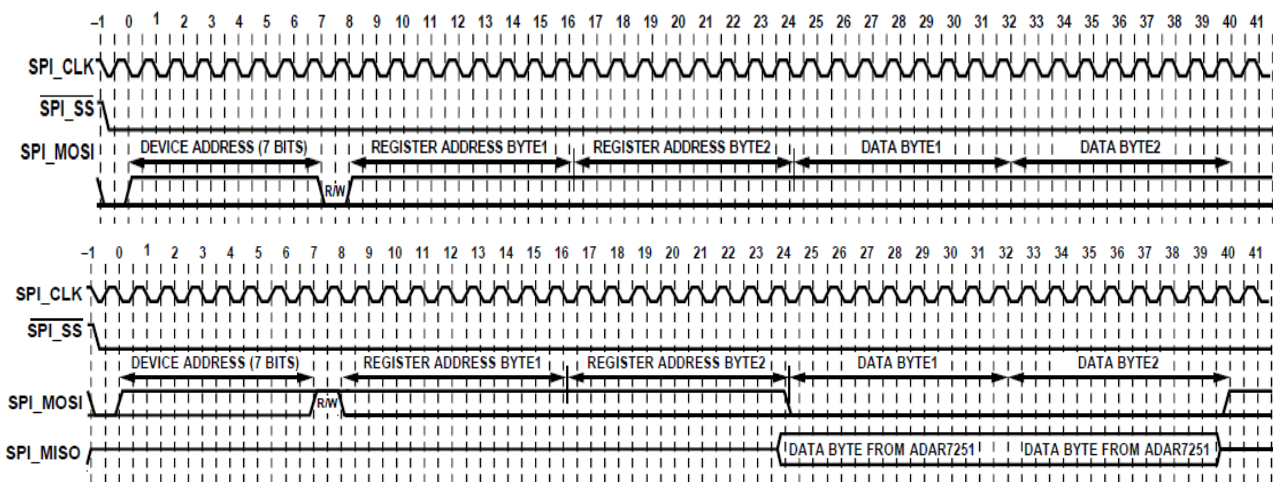 –1 0 1 2 3 4 5 6 7 8 9 10 11 12 13 14 15 16 17 18 19 20 21 22 23 24 25 26 27 28 29 30 31 32 33 34 35 36 37 38 39 40 41
SPI_CLK
SPI_SS
SPI_MOSI DEVICE ADDRESS (7 BITS) REGISTER ADDRESS BYTE1 REGISTER ADDRESS BYTE2 DATA BYTE1 DATA BYTE2
R/W
–1 0 1 2 3 4 5 6 7 8 9 10 11 12 13 14 15 16 17 18 19 20 21 22 23 24 25 26 27 28 29 30 31 32 33 34 35 36 37 38 39 40 41
SPI_CLK
SPI_SS
DEVICE ADDRESS (7 BITS) REGISTER ADDRESS BYTE1 REGISTER ADDRESS BYTE2 DATA BYTE1 DATA BYTE2
SPI_MOSI R/W
SPI_MISO DATA BYTE FROM ADAR7251 DATA BYTE FROM ADAR7251